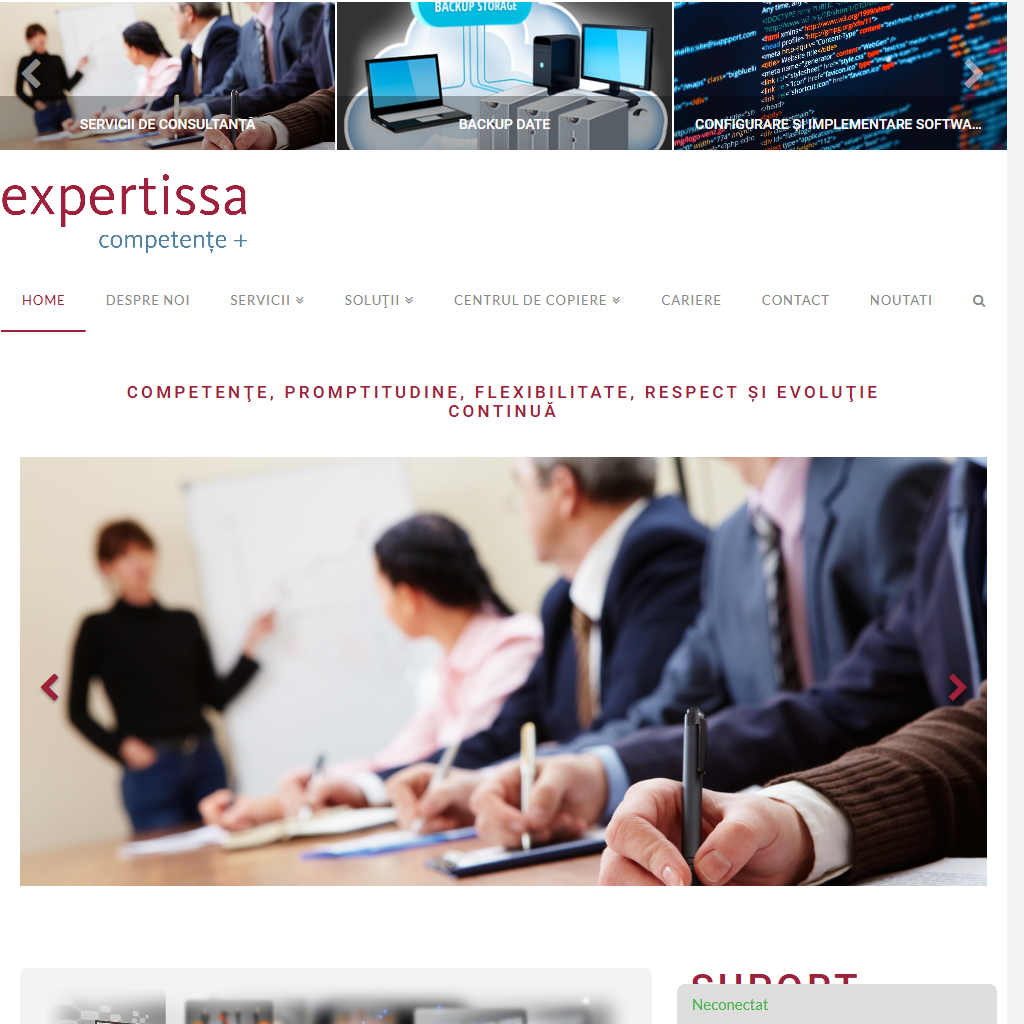 BACKUP STORAGE
SERVICII DE CONSULTANȚĂ
BACKUP DATE
CONFIGURARE ȘI IMPLEMENTARE SOFTWA...
expertissa
competențe +
HOME
DESPRE NOI
SERVICII
SOLUŢII
CENTRUL DE COPIERE
CARIERE
CONTACT
NOUTATI
COMPETENŢE, PROMPTITUDINE, FLEXIBILITATE, RESPECT ȘI EVOLUŢIE
CONTINUĂ
SUPORT
Neconectat